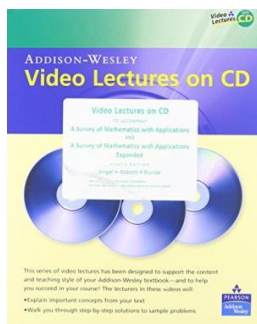 Video Lectures CD
ADDISON-WESLEY
Video Lectures on CD
Video Lectures on CD
TO ACCOMPANY
A Survey of Mathematics with Applications
AND
A Survey of Mathematics with Applications
Expanded
EIGHTH EDITION
Angel • Abbott • Runde
This series of video lectures has been designed to support the content
and teaching style of your Addison-Wesley textbook—and to help
you succeed in your course! The lecturers in these videos will:
•Explain important concepts from your text
•Walk you through step-by-step solutions to sample problems
PEARSON
Addison
Wesley